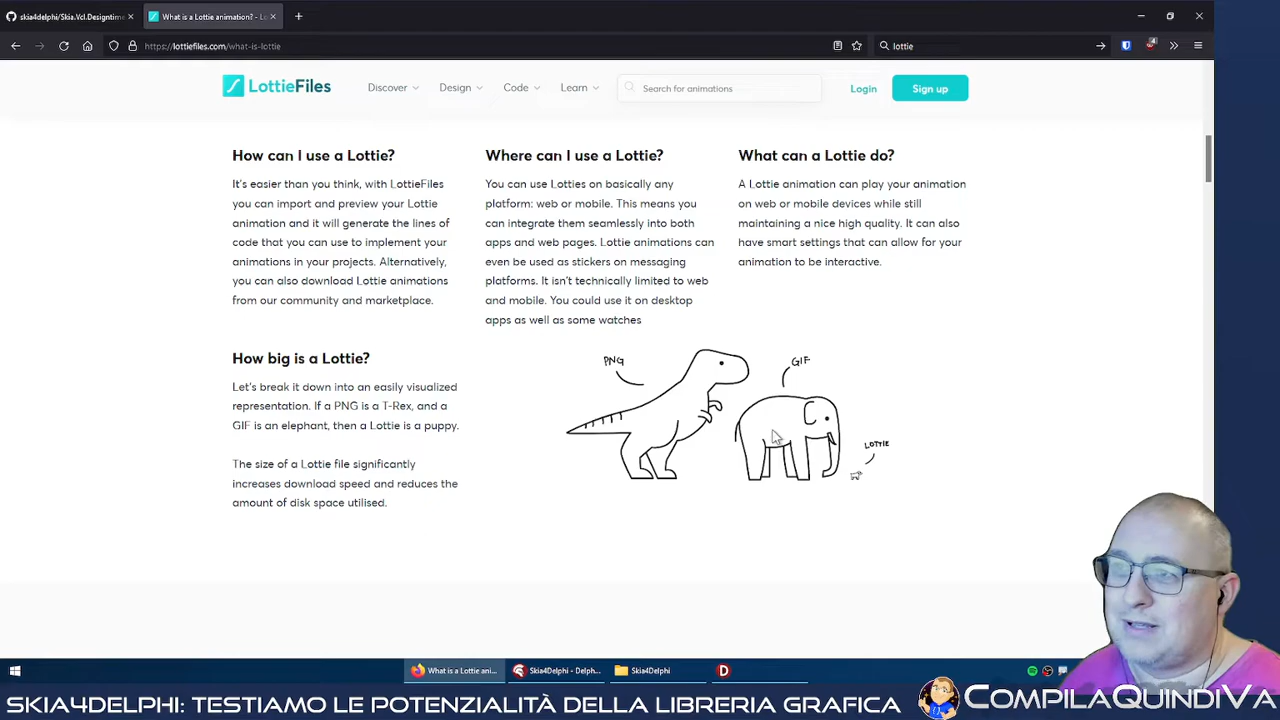 skia4delphi/Skia.Vcl.Designtime
What is a Lottie animation? - Lo
https://lottiefiles.com/what-is-lottie
lottie
4
LottieFiles
Discover
Design
Code
Learn
Search for animations
Login
Sign up
How can I use a Lottie?
It's easier than you think, with LottieFiles
you can import and preview your Lottie
animation and it will generate the lines of
code that you can use to implement your
animations in your projects. Alternatively,
you can also download Lottie animations
from our community and marketplace.
Where can I use a Lottie?
You can use Lotties on basically any
platform: web or mobile. This means you
can integrate them seamlessly into both
apps and web pages. Lottie animations can
even be used as stickers on messaging
platforms. It isn't technically limited to web
and mobile. You could use it on desktop
apps as well as some watches
What can a Lottie do?
A Lottie animation can play your animation
on web or mobile devices while still
maintaining a nice high quality. It can also
have smart settings that can allow for your
animation to be interactive.
How big is a Lottie?
Let's break it down into an easily visualized
representation. If a PNG is a T-Rex, and a
GIF is an elephant, then a Lottie is a puppy.
The size of a Lottie file significantly
increases download speed and reduces the
amount of disk space utilised.
PNG
GIF
LOTTIE
What is a Lottie ani...
Skia4Delphi - Delph...
Skia4Delphi
D
SKIA4DELPHI: TESTIAMO LE POTENZIALITÀ DELLA LIBRERIA GRAFICA
COMPILAQUINDIVA